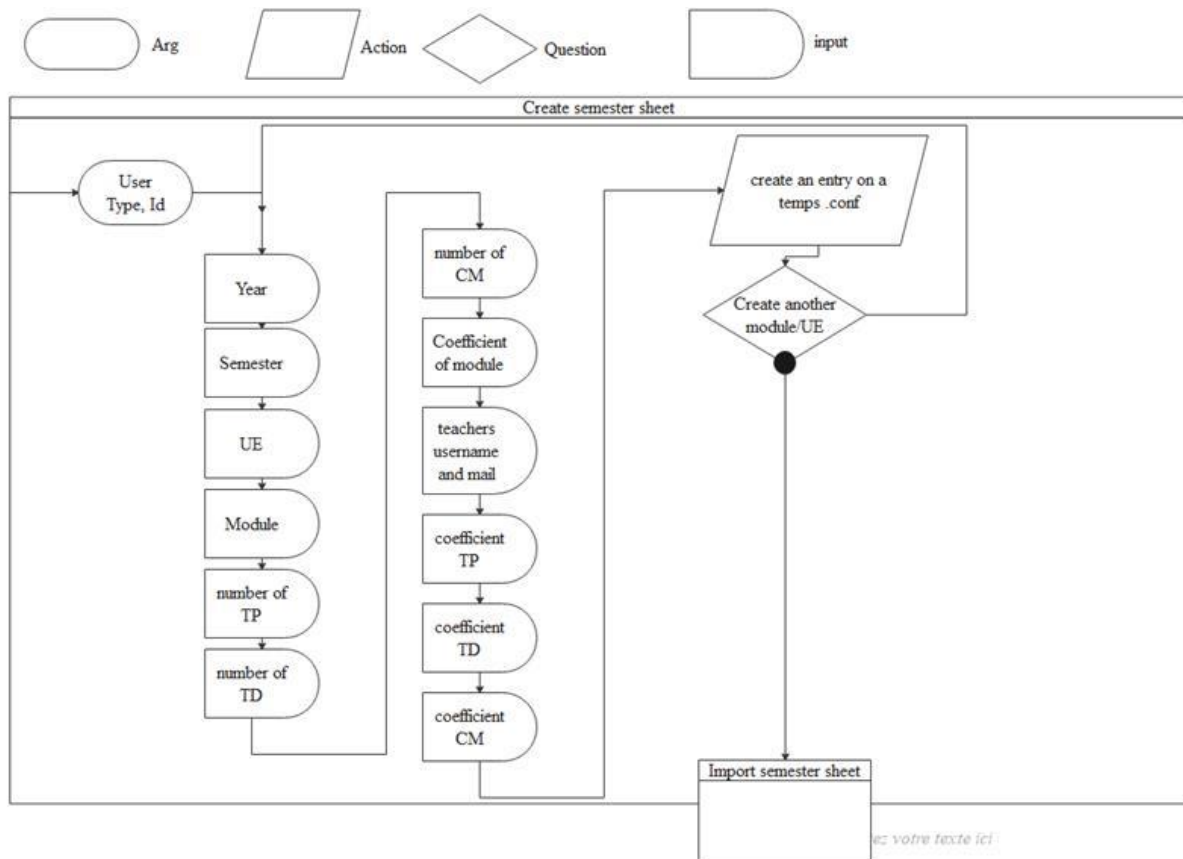 Arg
Action
Question
input
Create semester sheet
User
Type, Id
Year
Semester
UE
Module
number of
TP
number of
TD
number of
CM
Coefficient
of module
teachers
username
and mail
coefficient
TP
coefficient
TD
coefficient
CM
create an entry on a
temps .conf
Create another
module/UE
Import semester sheet
votre texte ici